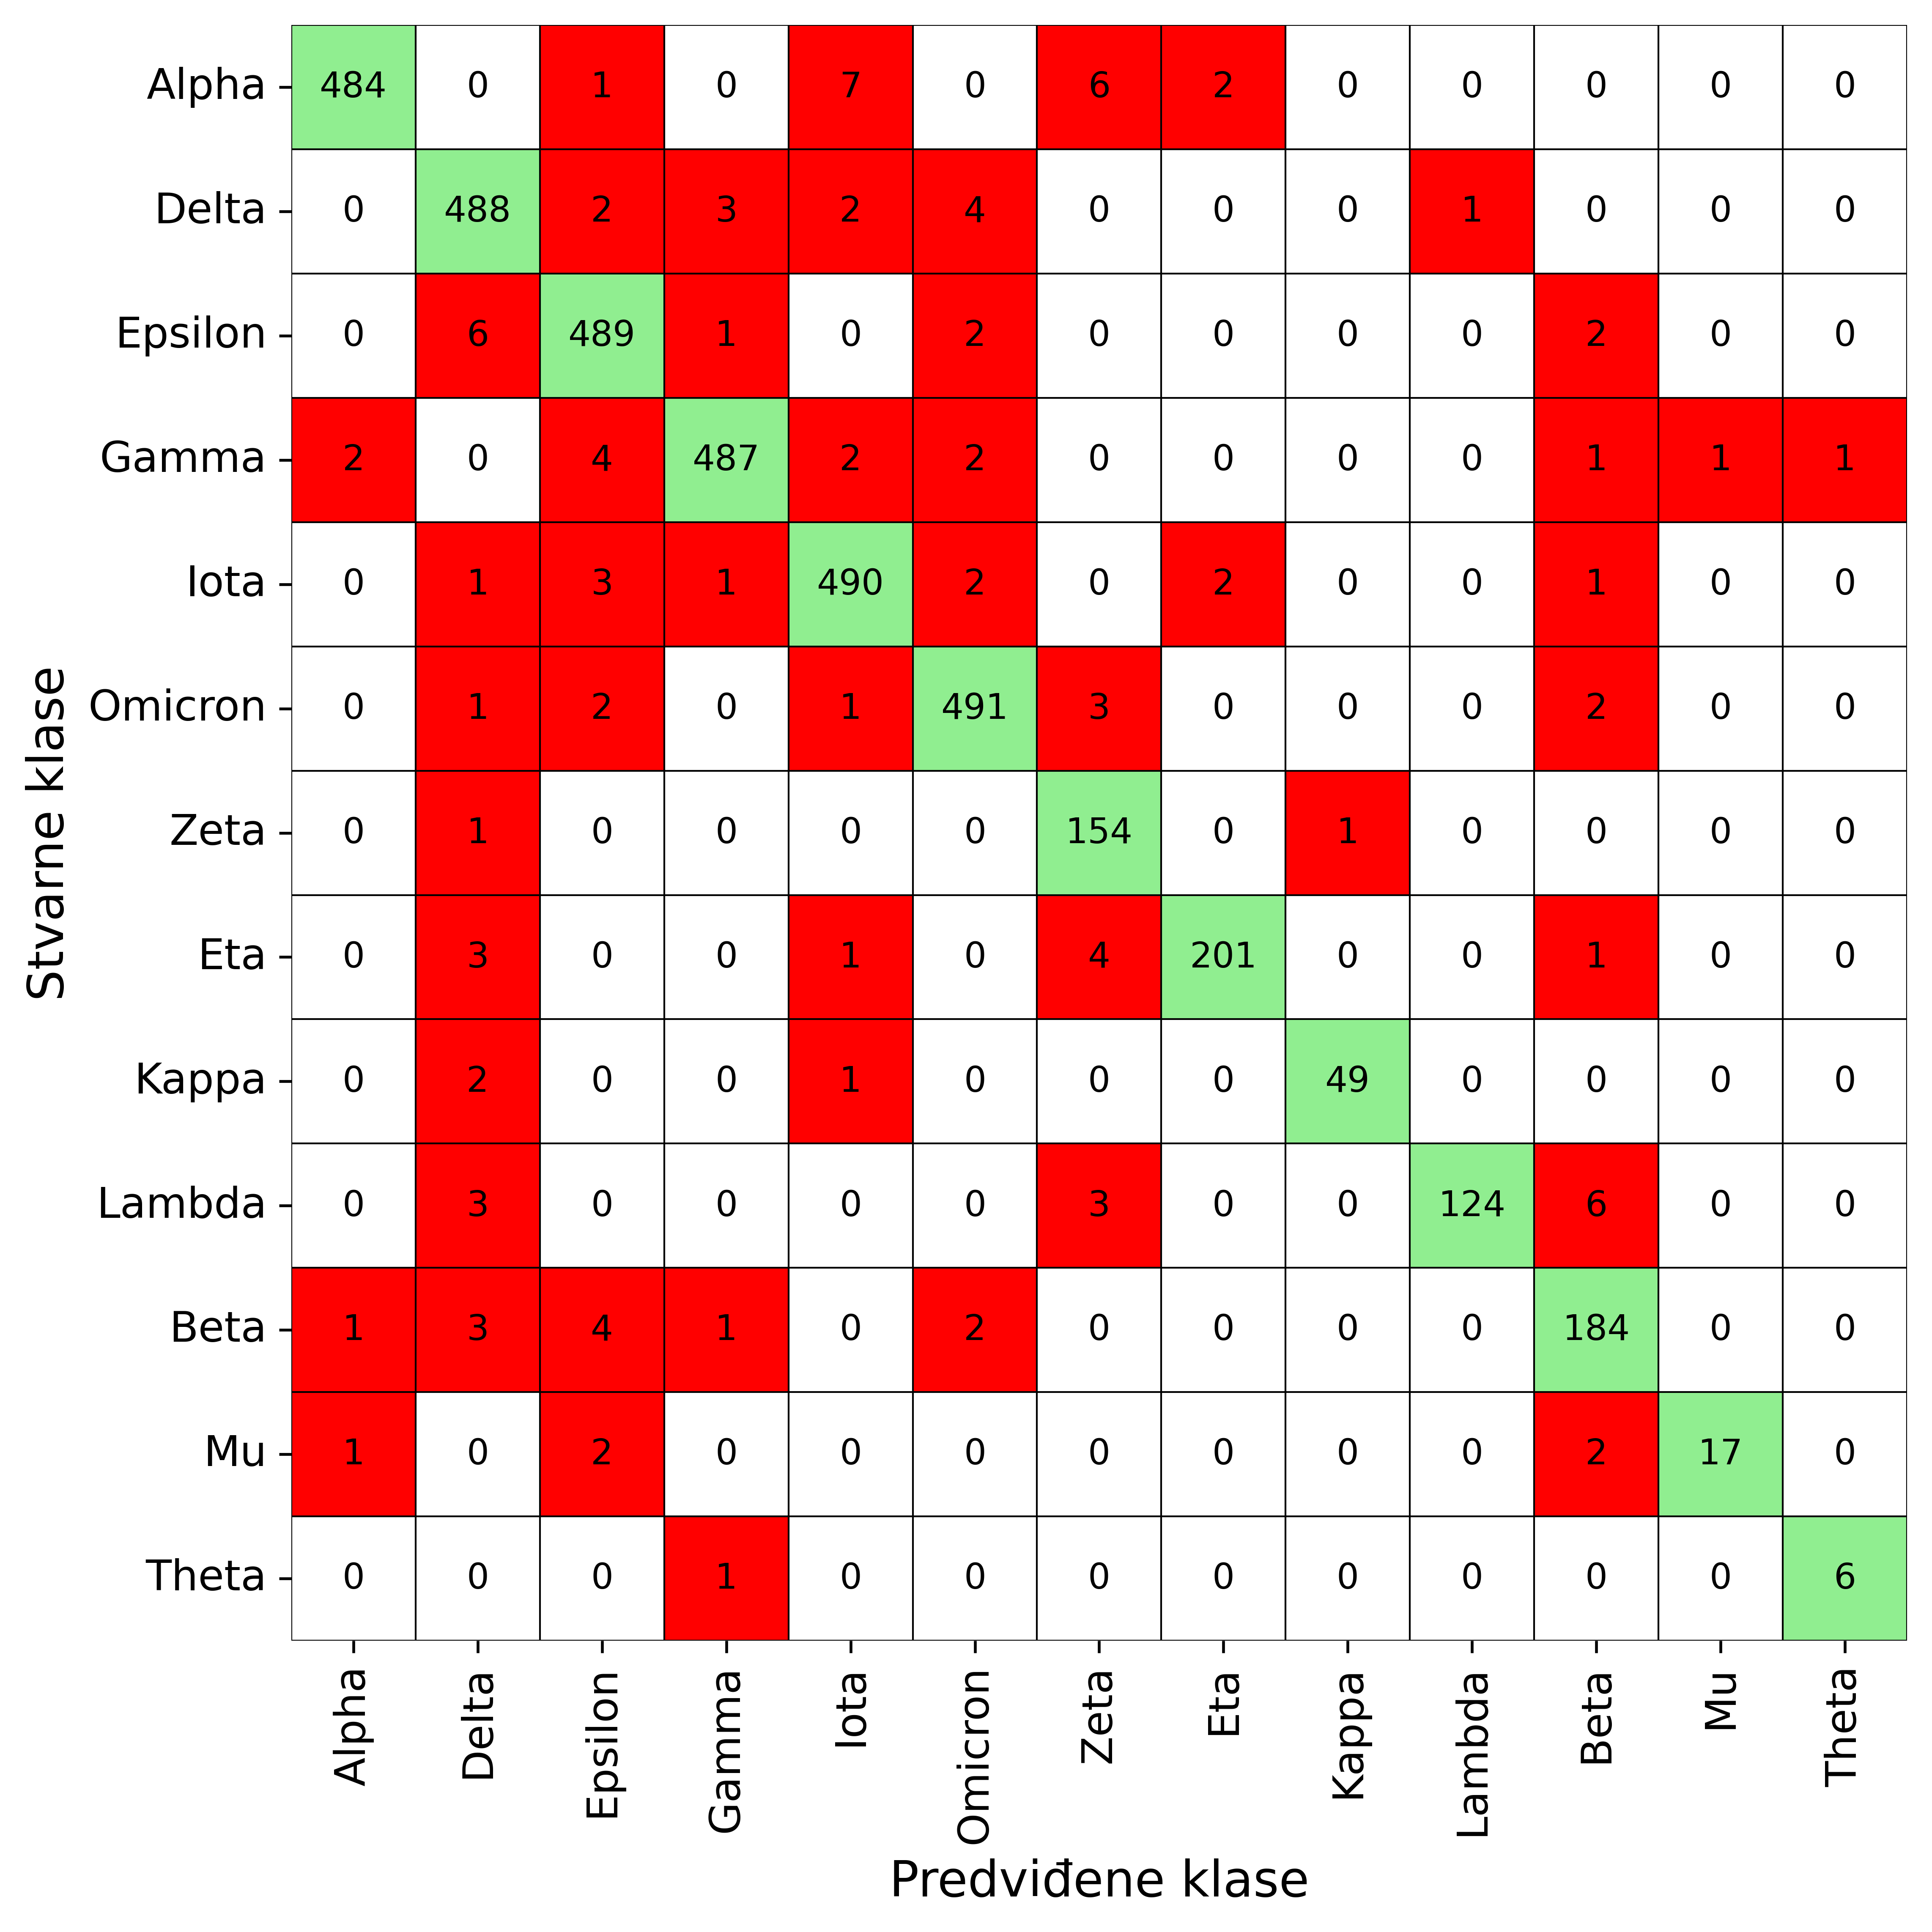 Alpha 484 0 1 0 7 0 6 2 0 0 0 0 0
Delta 0 488 2 3 2 4 0 0 0 1 0 0 0
Epsilon 0 6 489 1 0 2 0 0 0 0 2 0 0
Gamma 2 0 4 487 2 2 0 0 0 0 1 1 1
Iota 0 1 3 1 490 2 0 2 0 0 1 0 0
Omicron 0 1 2 0 1 491 3 0 0 0 2 0 0
Zeta 0 1 0 0 0 0 154 0 1 0 0 0 0
Eta 0 3 0 0 1 0 4 201 0 0 1 0 0
Kappa 0 2 0 0 1 0 0 0 49 0 0 0 0
Lambda 0 3 0 0 0 0 3 0 0 124 6 0 0
Beta 1 3 4 1 0 2 0 0 0 0 184 0 0
Mu 1 0 2 0 0 0 0 0 0 0 2 17 0
Theta 0 0 0 1 0 0 0 0 0 0 0 0 6
Alpha Delta Epsilon Gamma Iota Omicron Zeta Eta Kappa Lambda Beta Mu Theta
Predviđene klase
Stvarne klase